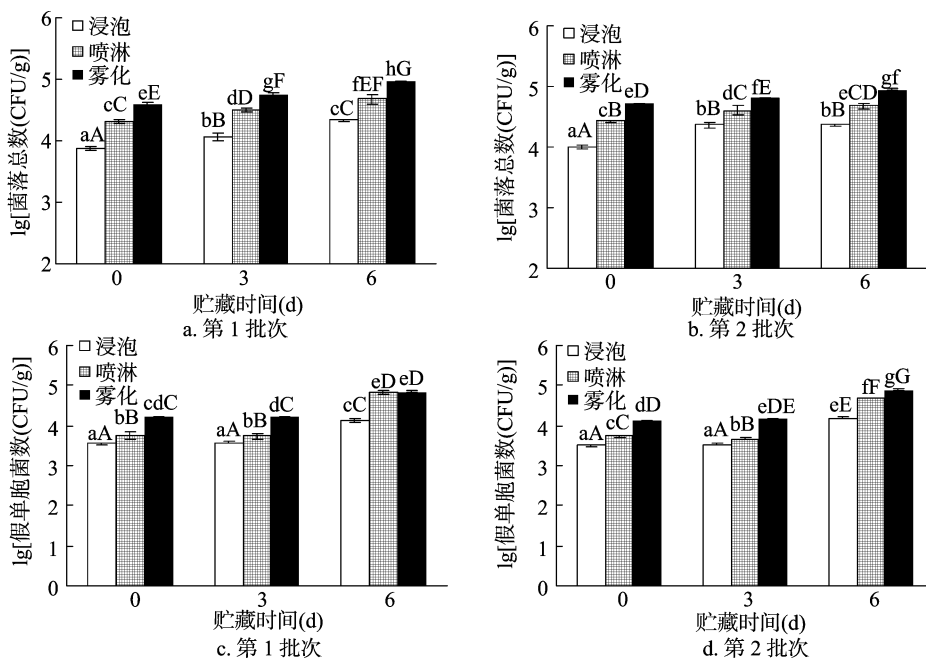 lg[菌落总数(CFU/g)]
6
5
4
3
2
浸泡
喷淋
雾化
aA
cC
eE
bB
dD
gF
cC
fEF
hG
0
3
6
贮藏时间(d)
a. 第1批次
lg[菌落总数(CFU/g)]
6
5
4
3
2
浸泡
喷淋
雾化
aA
cB
eD
bB
dC
fE
bB
eCD
gf
0
3
6
贮藏时间(d)
b. 第2批次
lg[假单胞菌数(CFU/g)]
6
5
4
3
2
1
0
浸泡
喷淋
雾化
aA
bB
cdC
aA
bB
dC
cC
eD
eD
0
3
6
贮藏时间(d)
c. 第1批次
lg[假单胞菌数(CFU/g)]
6
5
4
3
2
1
0
浸泡
喷淋
雾化
aA
cC
dD
aA
bB
eDE
eE
fF
gG
0
3
6
贮藏时间(d)
d. 第2批次